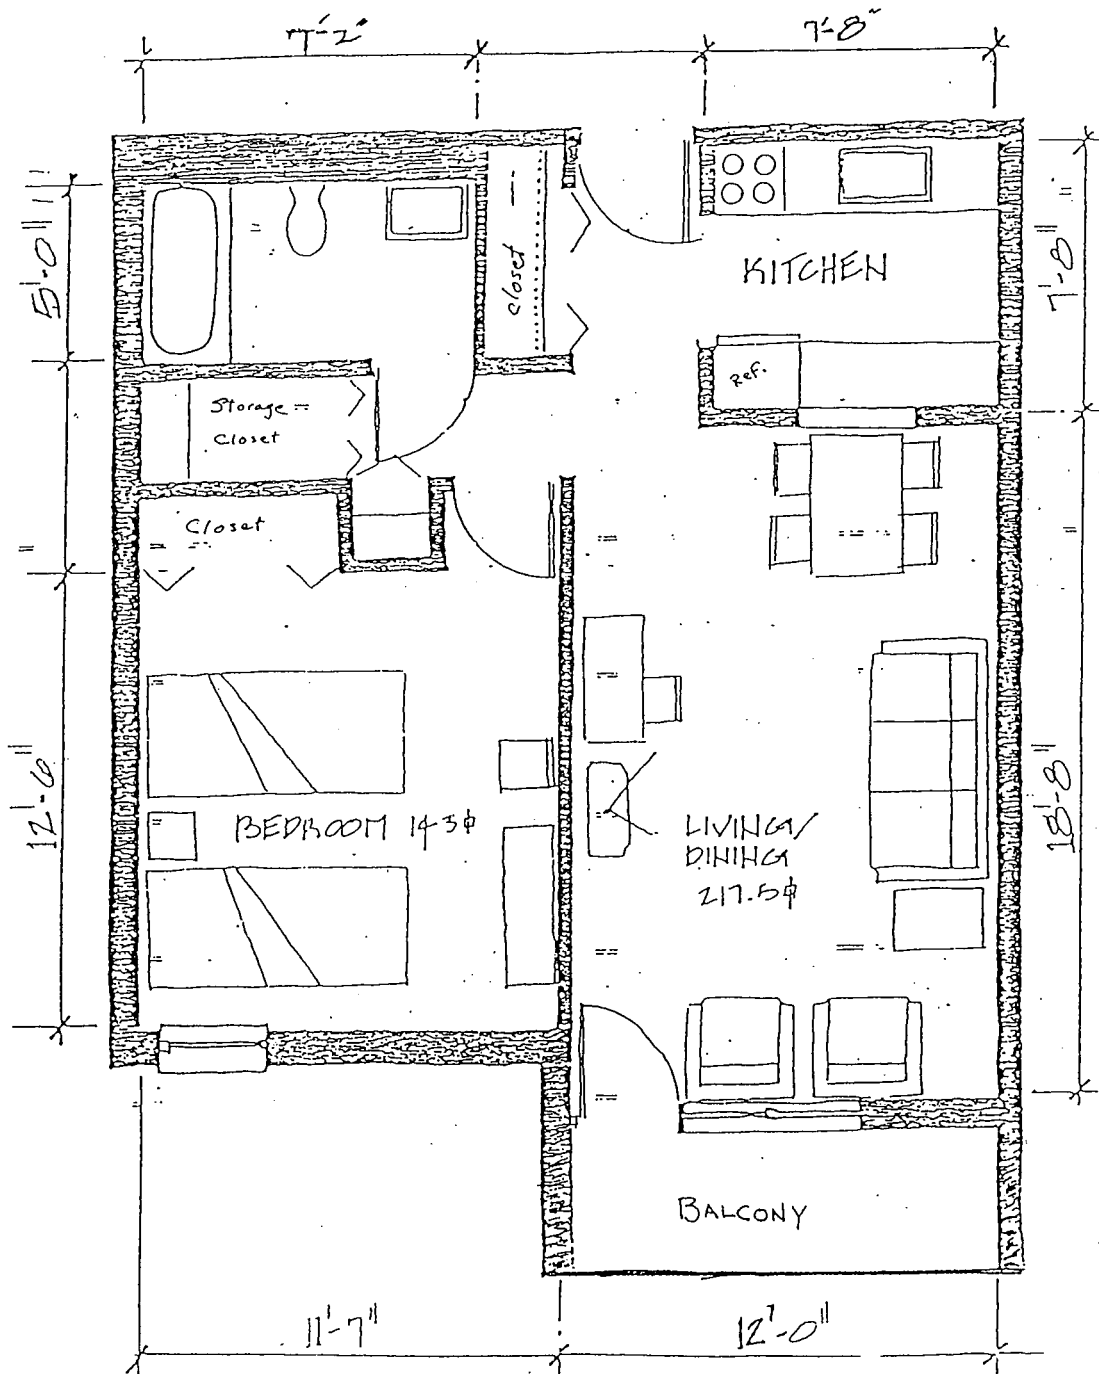 7'-2"
7'-8"
5'-0"
closet
KITCHEN
7'-8"
Ref.
Storage
Closet
Closet
12'-6"
BEDROOM 143⌽
LIVING/
DINING
217.5⌽
18'-8"
BALCONY
11'-7"
12'-0"